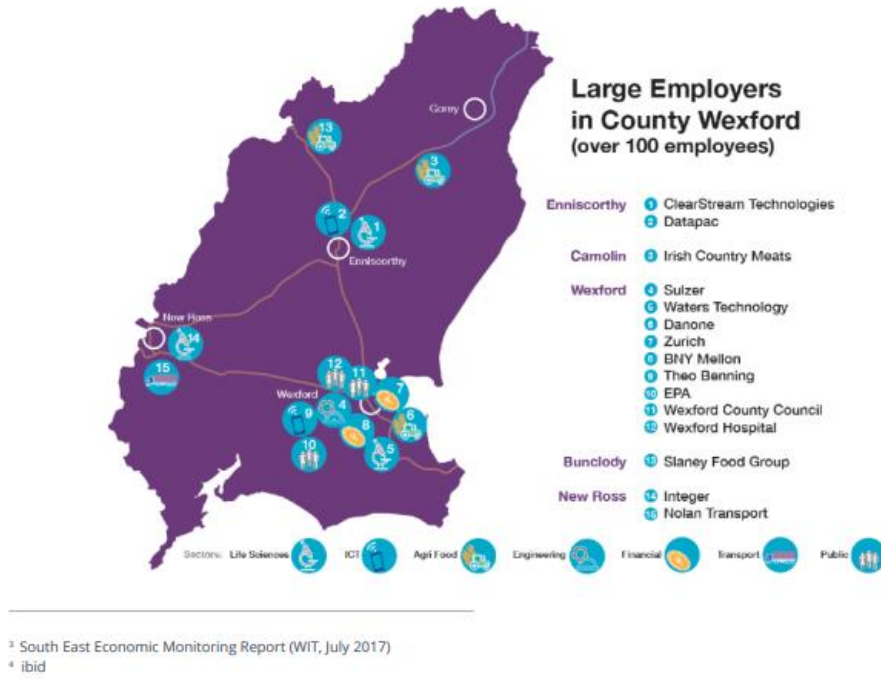 Large Employers
in County Wexford
(over 100 employees)
Gorey
13
3
2
1
Enniscorthy
New Ross
14
15
12
11
7
Wexford
9
4
6
8
10
5
Enniscorthy 1 ClearStream Technologies
2 Datapac
Camolin 3 Irish Country Meats
Wexford 4 Sulzer
5 Waters Technology
6 Danone
7 Zurich
8 BNY Mellon
9 Theo Benning
10 EPA
11 Wexford County Council
12 Wexford Hospital
Bunclody 13 Slaney Food Group
New Ross 14 Integer
15 Nolan Transport
Sectors: Life Sciences ICT Agri Food Engineering Financial Transport Public
3 South East Economic Monitoring Report (WIT, July 2017)
4 ibid